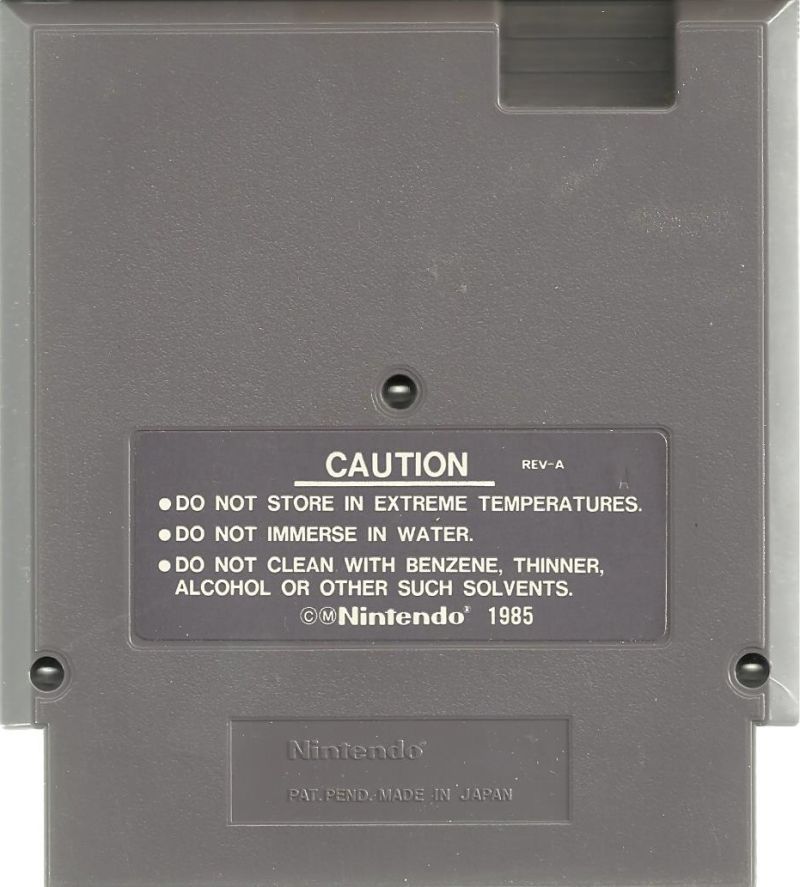 CAUTION REV-A
●DO NOT STORE IN EXTREME TEMPERATURES.
●DO NOT IMMERSE IN WATER.
●DO NOT CLEAN WITH BENZENE, THINNER,
ALCOHOL OR OTHER SUCH SOLVENTS.
©ⓂNintendo® 1985
Nintendo®
PAT. PEND. MADE IN JAPAN